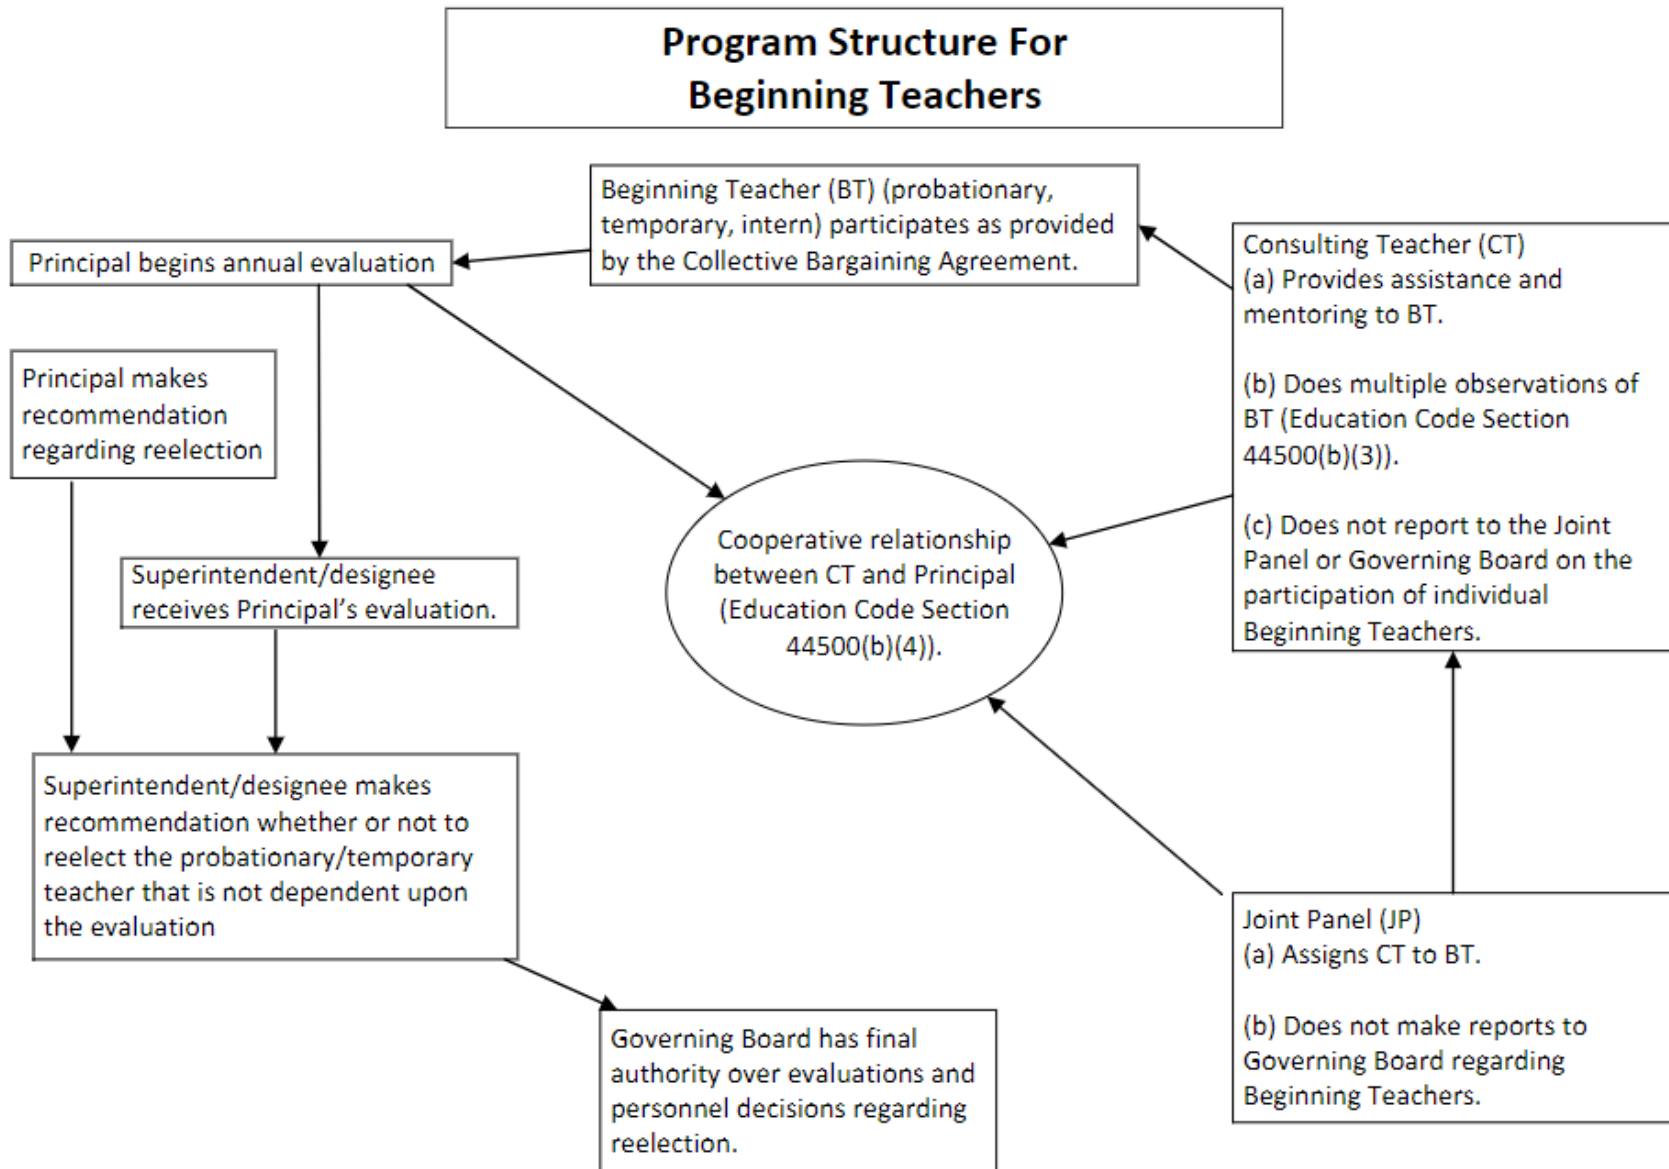 Program Structure For
Beginning Teachers
Beginning Teacher (BT) (probationary,
temporary, intern) participates as provided
by the Collective Bargaining Agreement.
Principal begins annual evaluation
Consulting Teacher (CT)
(a) Provides assistance and
mentoring to BT.
(b) Does multiple observations of
BT (Education Code Section
44500(b)(3)).
(c) Does not report to the Joint
Panel or Governing Board on the
participation of individual
Beginning Teachers.
Principal makes
recommendation
regarding reelection
Cooperative relationship
between CT and Principal
(Education Code Section
44500(b)(4)).
Superintendent/designee
receives Principal’s evaluation.
Superintendent/designee makes
recommendation whether or not to
reelect the probationary/temporary
teacher that is not dependent upon
the evaluation
Joint Panel (JP)
(a) Assigns CT to BT.
(b) Does not make reports to
Governing Board regarding
Beginning Teachers.
Governing Board has final
authority over evaluations and
personnel decisions regarding
reelection.